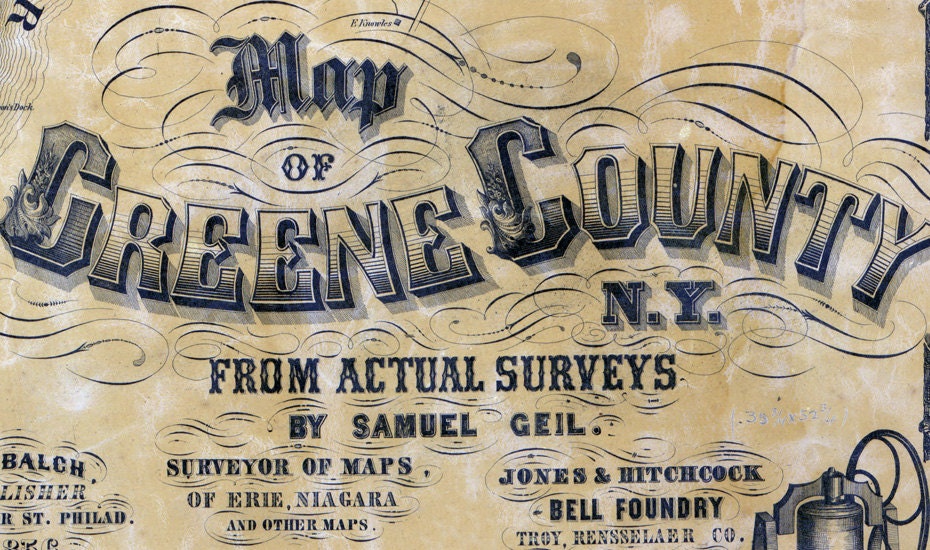 E. Knowles
Map
OF
GREENE COUNTY
N.Y.
FROM ACTUAL SURVEYS
BY SAMUEL GEIL.
BALCH,
LISHER,
R ST. PHILAD.
SURVEYOR OF MAPS,
OF ERIE, NIAGARA
AND OTHER MAPS.
JONES & HITCHCOCK
BELL FOUNDRY
TROY, RENSSELAER CO.